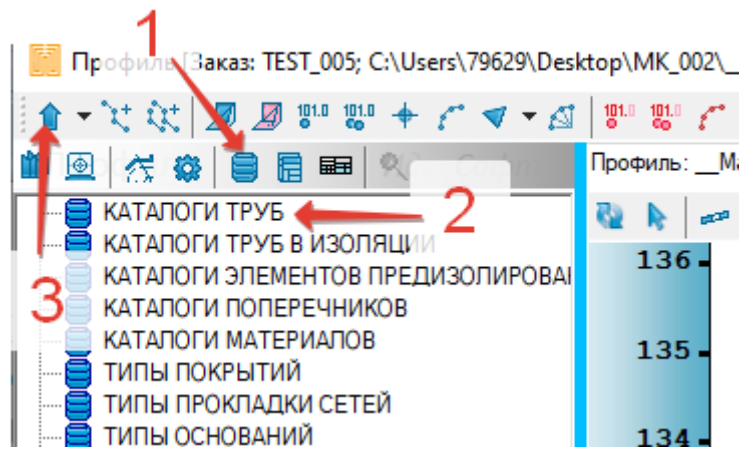 1
Профиль [Заказ: TEST_005; C:\Users\79629\Desktop\MK_002\_
101.0 101.0 101.0 101.0
Профиль: __Ма
КАТАЛОГИ ТРУБ
2
КАТАЛОГИ ТРУБ В ИЗОЛЯЦИИ
136
КАТАЛОГИ ЭЛЕМЕНТОВ ПРЕДИЗОЛИРОВА
3
КАТАЛОГИ ПОПЕРЕЧНИКОВ
КАТАЛОГИ МАТЕРИАЛОВ
135
ТИПЫ ПОКРЫТИЙ
ТИПЫ ПРОКЛАДКИ СЕТЕЙ
ТИПЫ ОСНОВАНИЙ
134